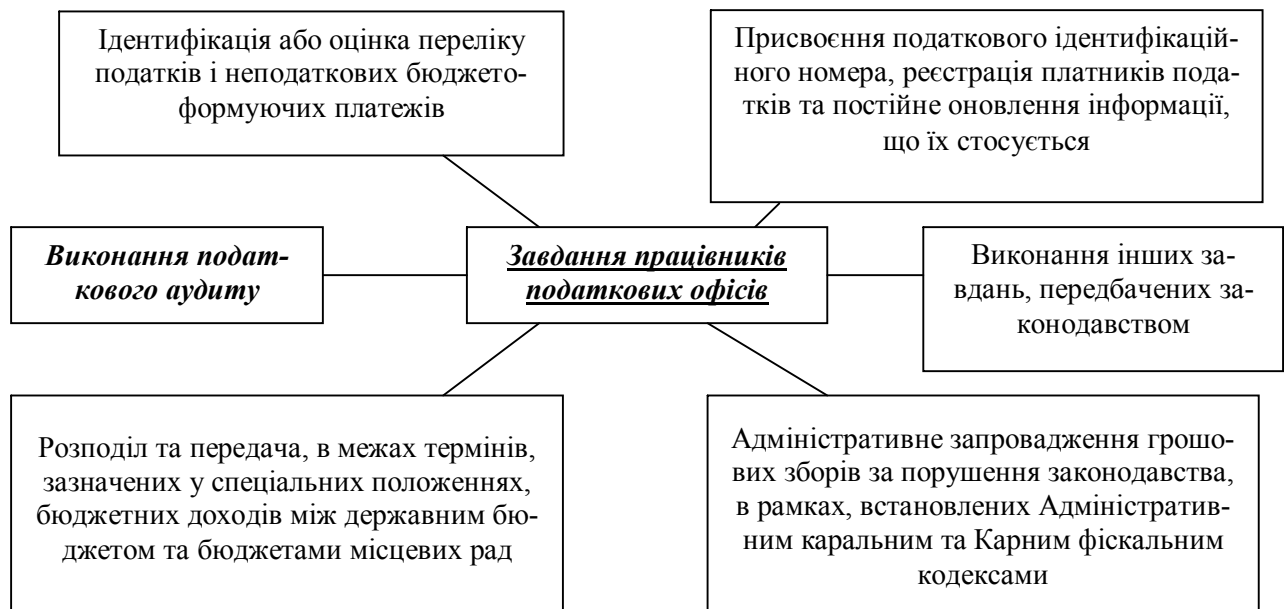 Ідентифікація або оцінка переліку
податків і неподаткових бюджето-
формуючих платежів
Присвоєння податкового ідентифікацій-
ного номера, реєстрація платників пода-
тків та постійне оновлення інформації,
що їх стосується
Виконання подат-
кового аудиту
Завдання працівників
податкових офісів
Виконання інших за-
вдань, передбачених за-
конодавством
Розподіл та передача, в межах термінів,
зазначених у спеціальних положеннях,
бюджетних доходів між державним бю-
джетом та бюджетами місцевих рад
Адміністративне запровадження грошо-
вих зборів за порушення законодавства,
в рамках, встановлених Адміністратив-
ним каральним та Карним фіскальним
кодексами